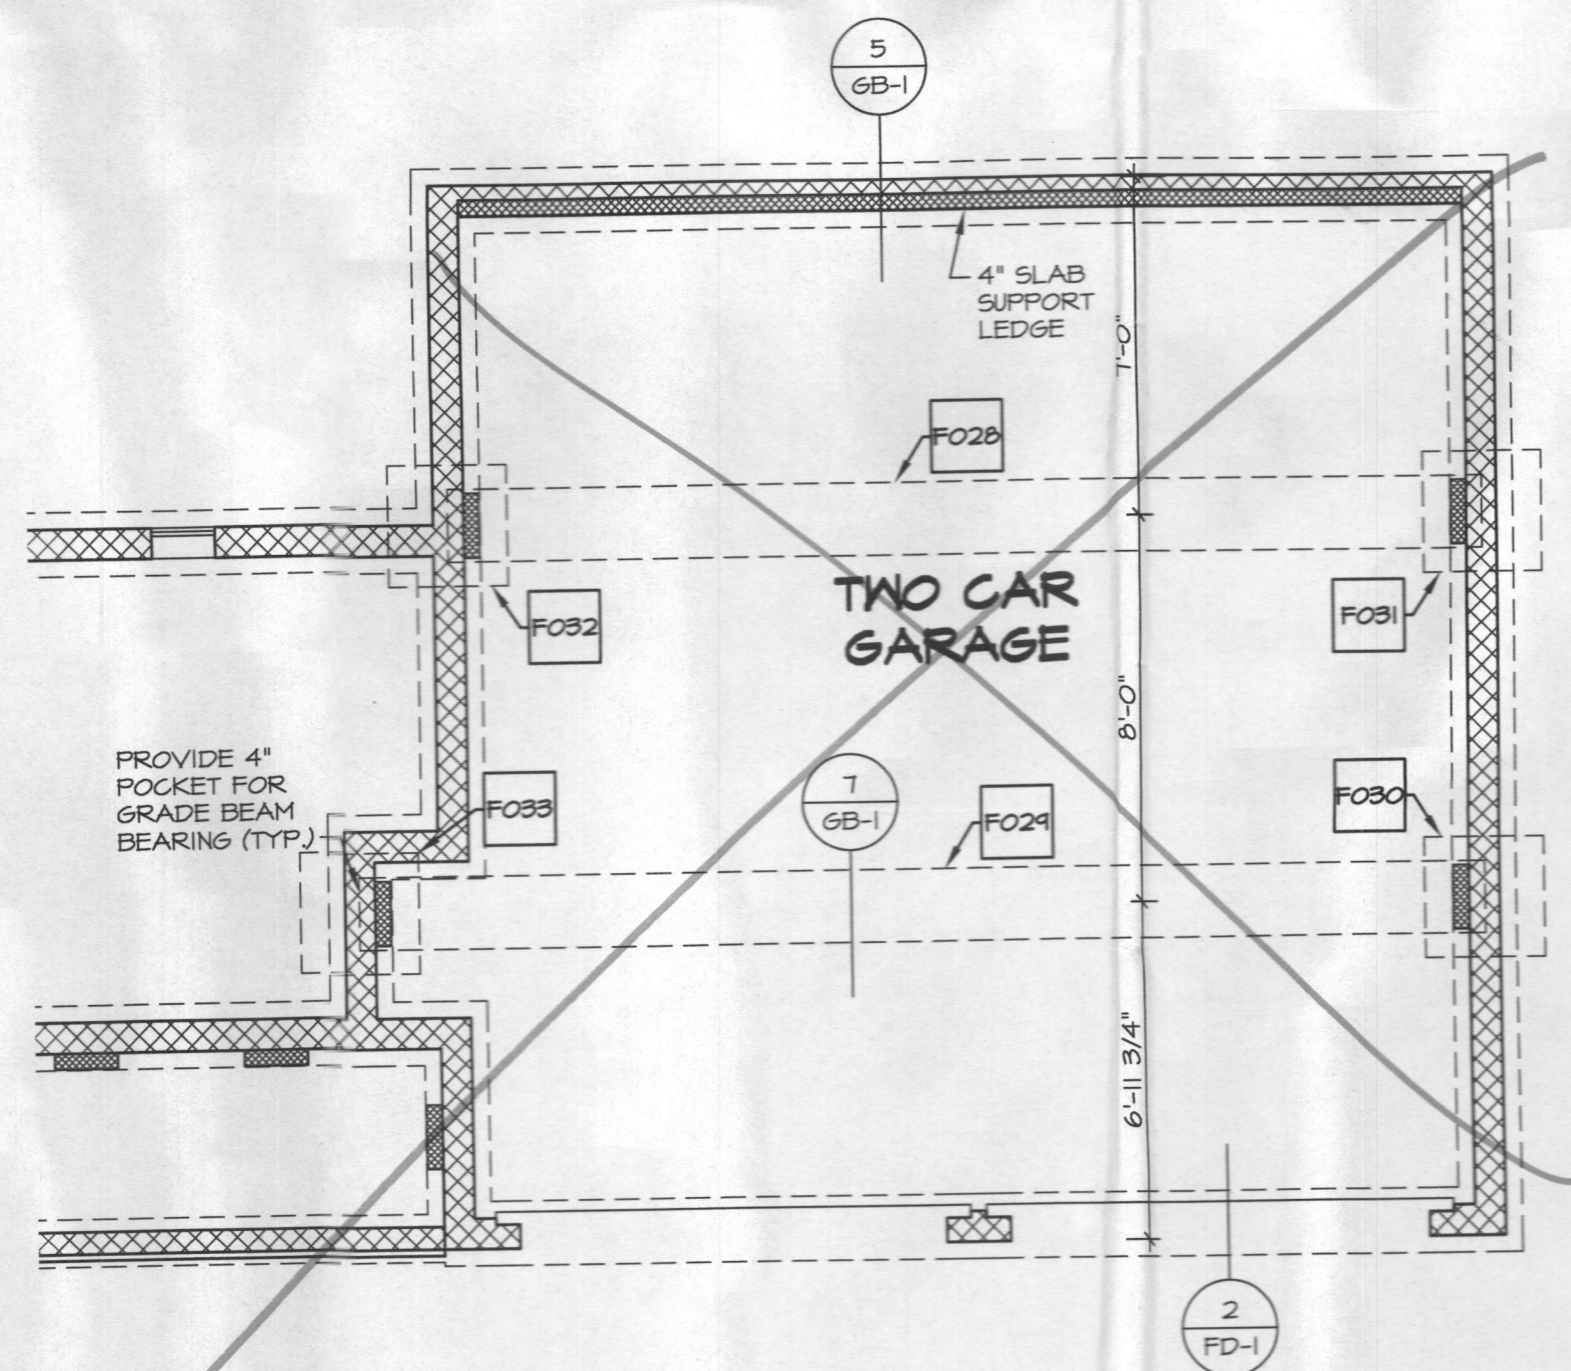 5
GB-1
4" SLAB
SUPPORT
LEDGE
7'-0"
F028
F032
TWO CAR
GARAGE
F031
8'-0"
PROVIDE 4"
POCKET FOR
GRADE BEAM
BEARING (TYP.)
F033
7
GB-1
F029
F030
6'-11 3/4"
2
FD-1